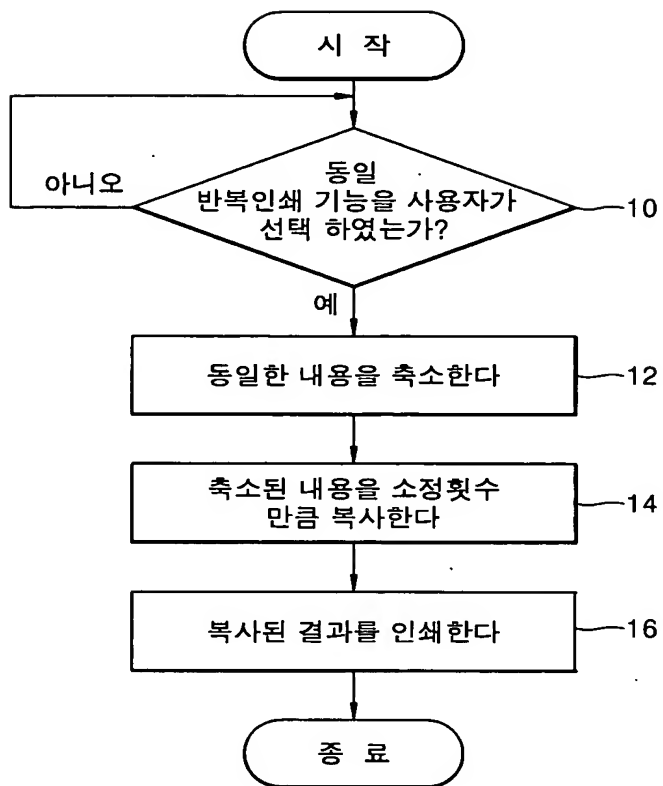 시 작
동일
반복인쇄 기능을 사용자가
선택 하였는가?
10
아니오
예
동일한 내용을 축소한다
12
축소된 내용을 소정횟수
만큼 복사한다
14
복사된 결과를 인쇄한다
16
종 료